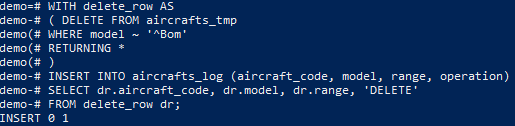 demo=# WITH delete_row AS
demo-# ( DELETE FROM aircrafts_tmp
demo(# WHERE model ~ '^Bom'
demo(# RETURNING *
demo(# )
demo-# INSERT INTO aircrafts_log (aircraft_code, model, range, operation)
demo-# SELECT dr.aircraft_code, dr.model, dr.range, 'DELETE'
demo-# FROM delete_row dr;
INSERT 0 1